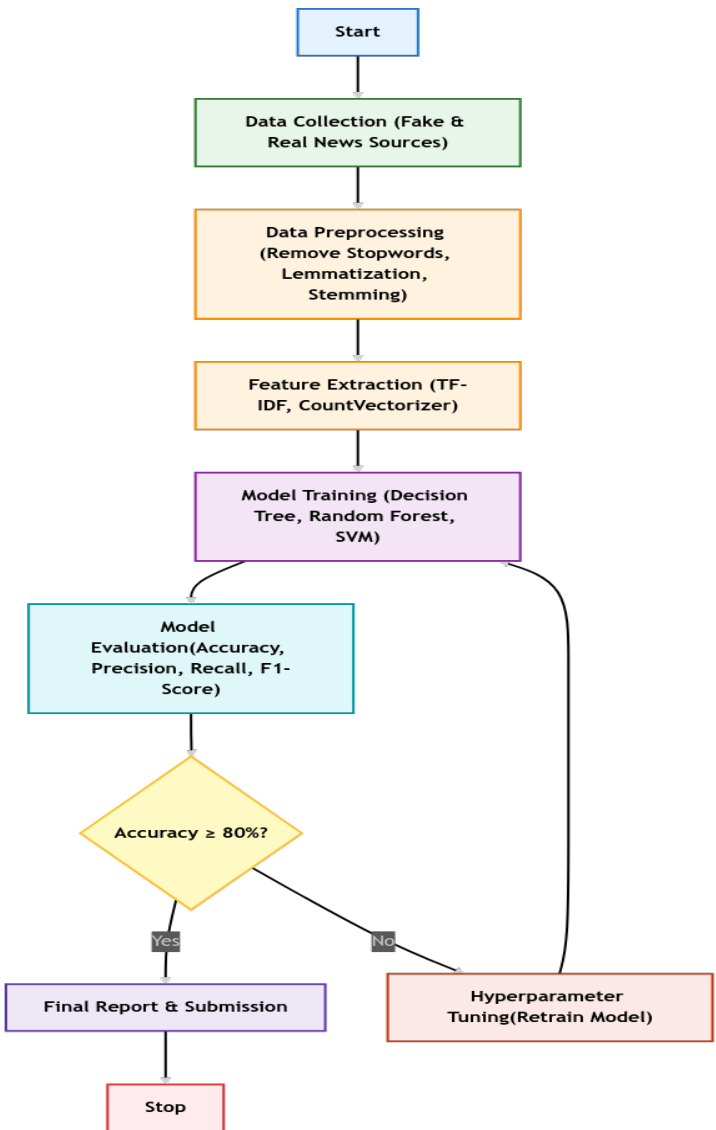 Start
Data Collection (Fake &
Real News Sources)
Data Preprocessing
(Remove Stopwords,
Lemmatization,
Stemming)
Feature Extraction (TF-
IDF, CountVectorizer)
Model Training (Decision
Tree, Random Forest,
SVM)
Model
Evaluation(Accuracy,
Precision, Recall, F1-
Score)
Accuracy ≥ 80%?
Yes
No
Final Report & Submission
Hyperparameter
Tuning(Retrain Model)
Stop